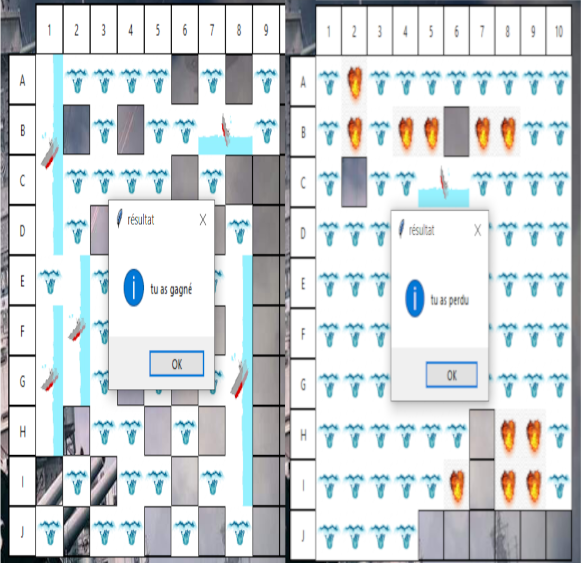 1 2 3 4 5 6 7 8 9
A
B
C
D
E
F
G
H
I
J
résultat
tu as gagné
OK
1 2 3 4 5 6 7 8 9 10
A
B
C
D
E
F
G
H
I
J
résultat
tu as perdu
OK